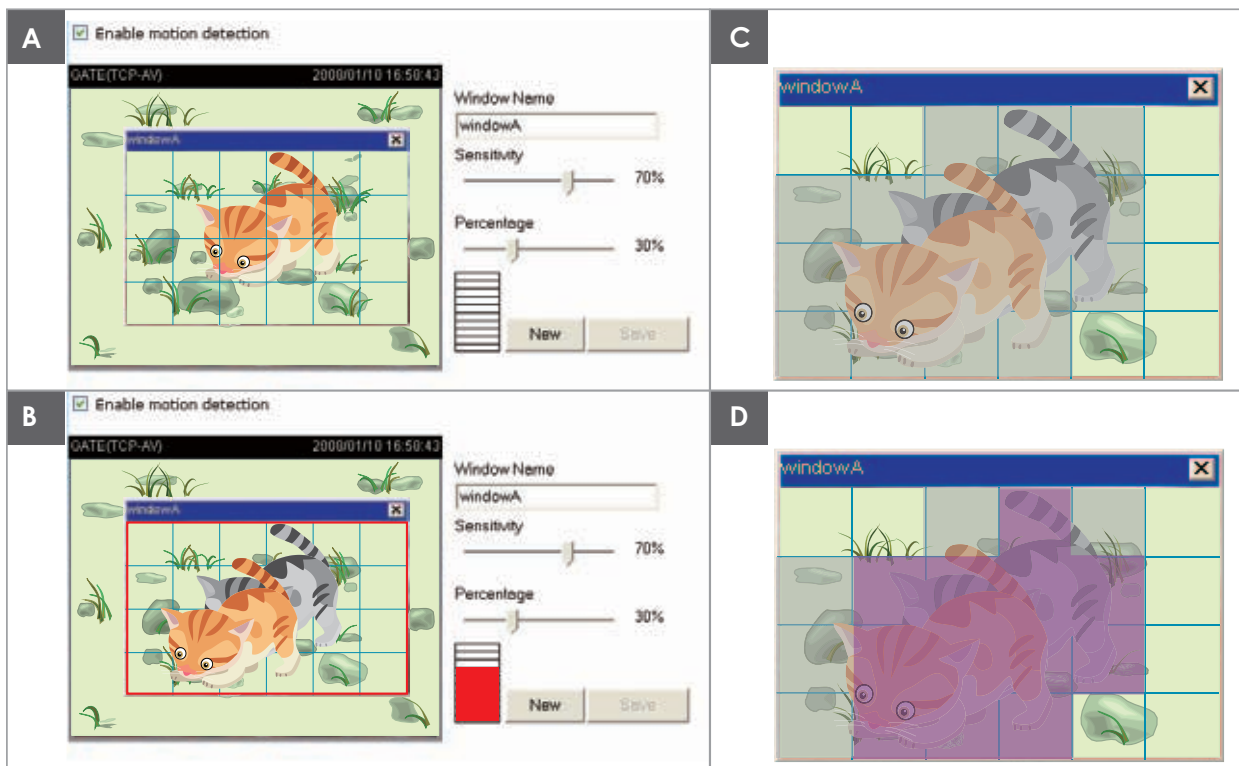 A
Enable motion detection
GATE(TCP-AV) 2008/01/10 16:50:43
windowA
Window Name
windowA
Sensitivity
70%
Percentage
30%
New Save
B
Enable motion detection
GATE(TCP-AV) 2008/01/10 16:50:43
windowA
Window Name
windowA
Sensitivity
70%
Percentage
30%
New Save
C
windowA
D
windowA